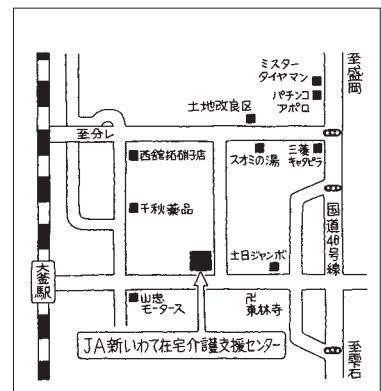 至盛岡
ミスター
タイヤマン
パチンコ
アポロ
土地改良区
至分レ
西舘拓硝子店
スオミの湯
三菱
キャタピラ
千秋薬品
国道46号線
土日ジャンボ
大釜駅
山忠
モータース
卍
東林寺
JA新いわて在宅介護支援センター
至雫石